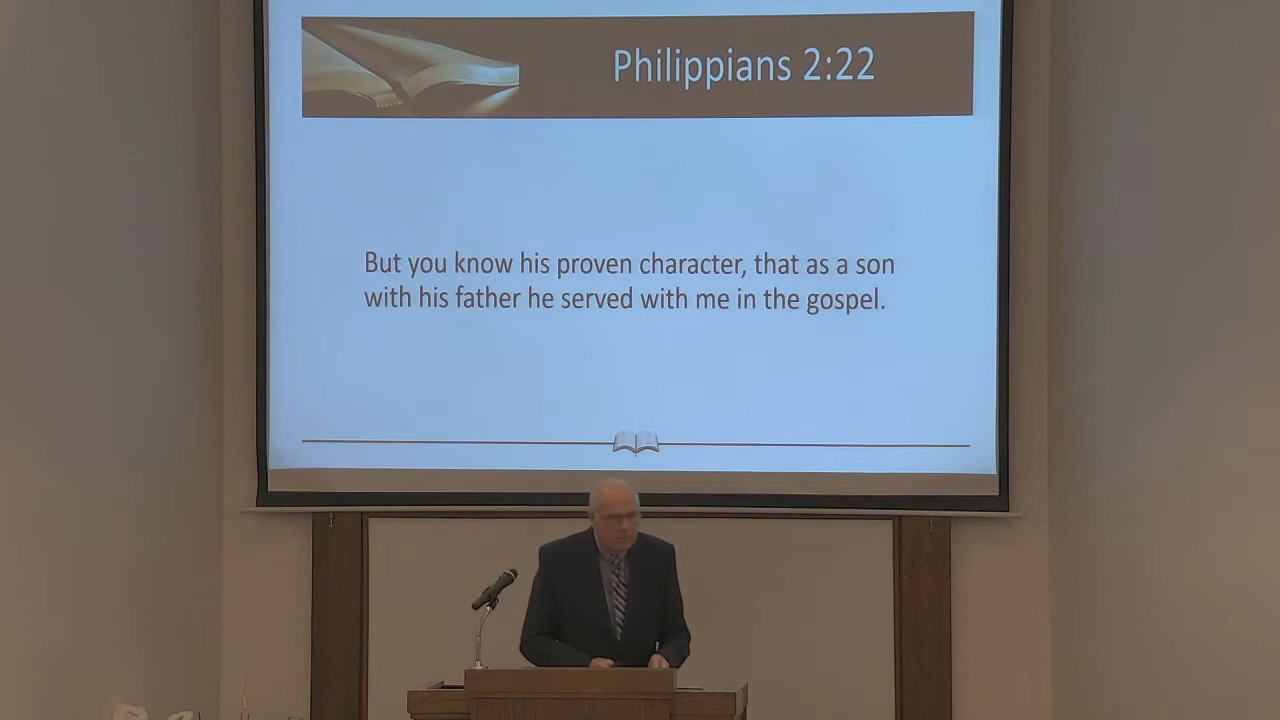 Philippians 2:22
But you know his proven character, that as a son
with his father he served with me in the gospel.